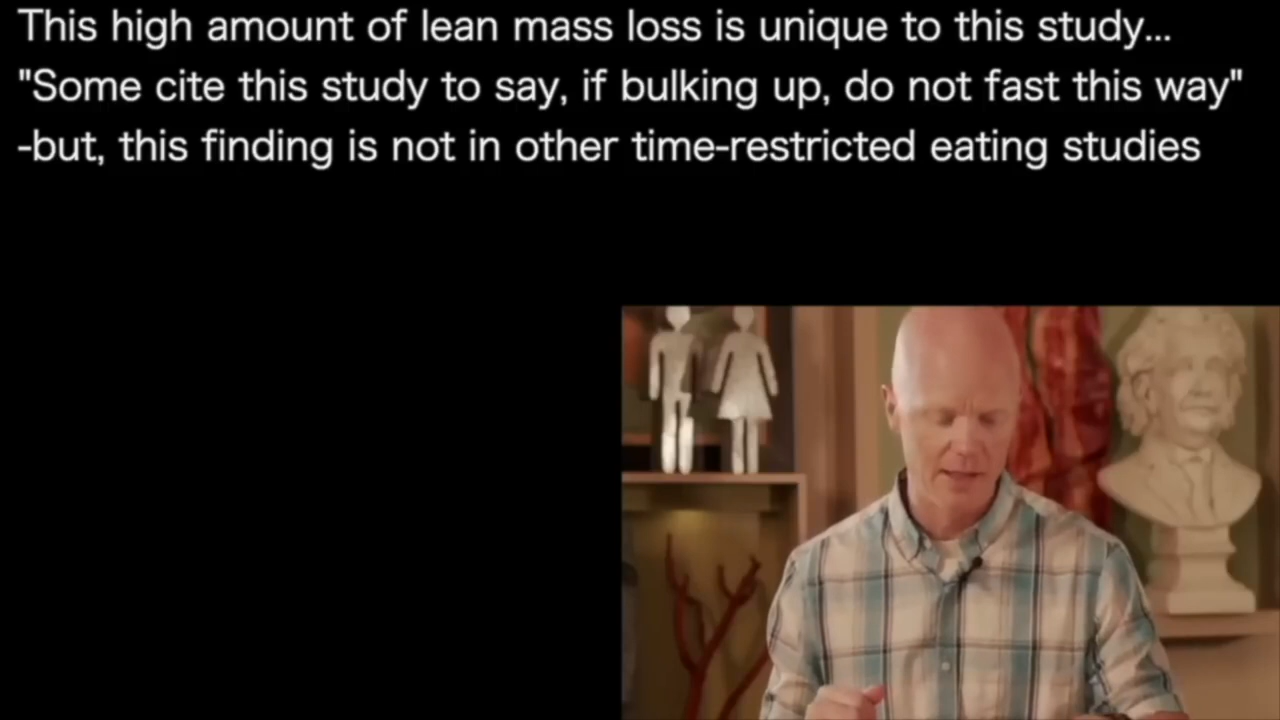 This high amount of lean mass loss is unique to this study...
"Some cite this study to say, if bulking up, do not fast this way"
-but, this finding is not in other time-restricted eating studies